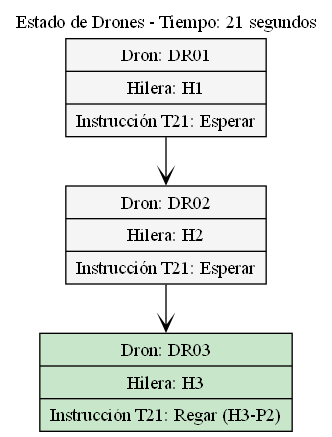 Estado de Drones - Tiempo: 21 segundos
Dron: DR01
Hilera: H1
Instrucción T21: Esperar
Dron: DR02
Hilera: H2
Instrucción T21: Esperar
Dron: DR03
Hilera: H3
Instrucción T21: Regar (H3-P2)